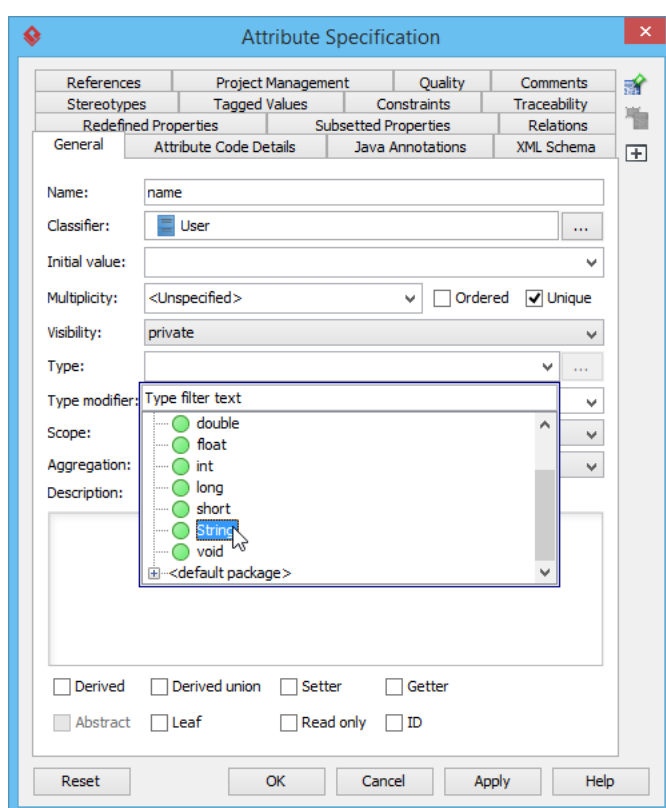 Attribute Specification
References Project Management Quality Comments
Stereotypes Tagged Values Constraints Traceability
Redefined Properties Subsetted Properties Relations
General Attribute Code Details Java Annotations XML Schema
Name: name
Classifier: User ...
Initial value:
Multiplicity: <Unspecified> Ordered Unique
Visibility: private
Type: ...
Type modifier: Type filter text
double
Scope:
float
Aggregation: int
long
Description:
short
String
void
<default package>
Derived Derived union Setter Getter
Abstract Leaf Read only ID
Reset OK Cancel Apply Help